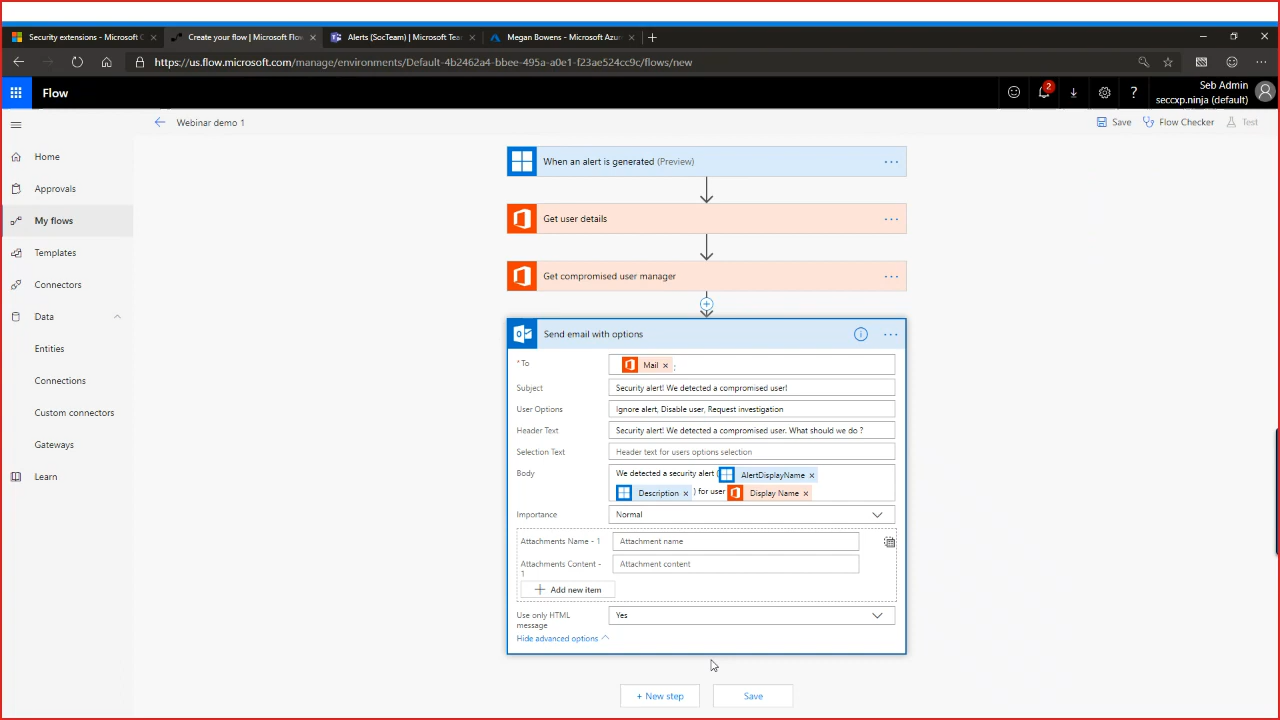 Security extensions - Microsoft C
Create your flow | Microsoft Flow
Alerts (SocTeam) | Microsoft Tea
Megan Bowens - Microsoft Azur
https://us.flow.microsoft.com/manage/environments/Default-4b2462a4-bbee-495a-a0e1-f23ae524cc9c/flows/new
Flow
2
Seb Admin
seccxp.ninja (default)
Webinar demo 1
Save
Flow Checker
Test
Home
Approvals
My flows
Templates
Connectors
Data
Entities
Connections
Custom connectors
Gateways
Learn
When an alert is generated (Preview)
Get user details
Get compromised user manager
Send email with options
* To
Mail ;
Subject
Security alert! We detected a compromised user!
User Options
Ignore alert, Disable user, Request investigation
Header Text
Security alert! We detected a compromised user. What should we do ?
Selection Text
Header text for users options selection
Body
We detected a security alert ( AlertDisplayName
Description ) for user Display Name
Importance
Normal
Attachments Name - 1
Attachment name
Attachments Content - 1
Attachment content
Add new item
Use only HTML message
Yes
Hide advanced options
+ New step
Save